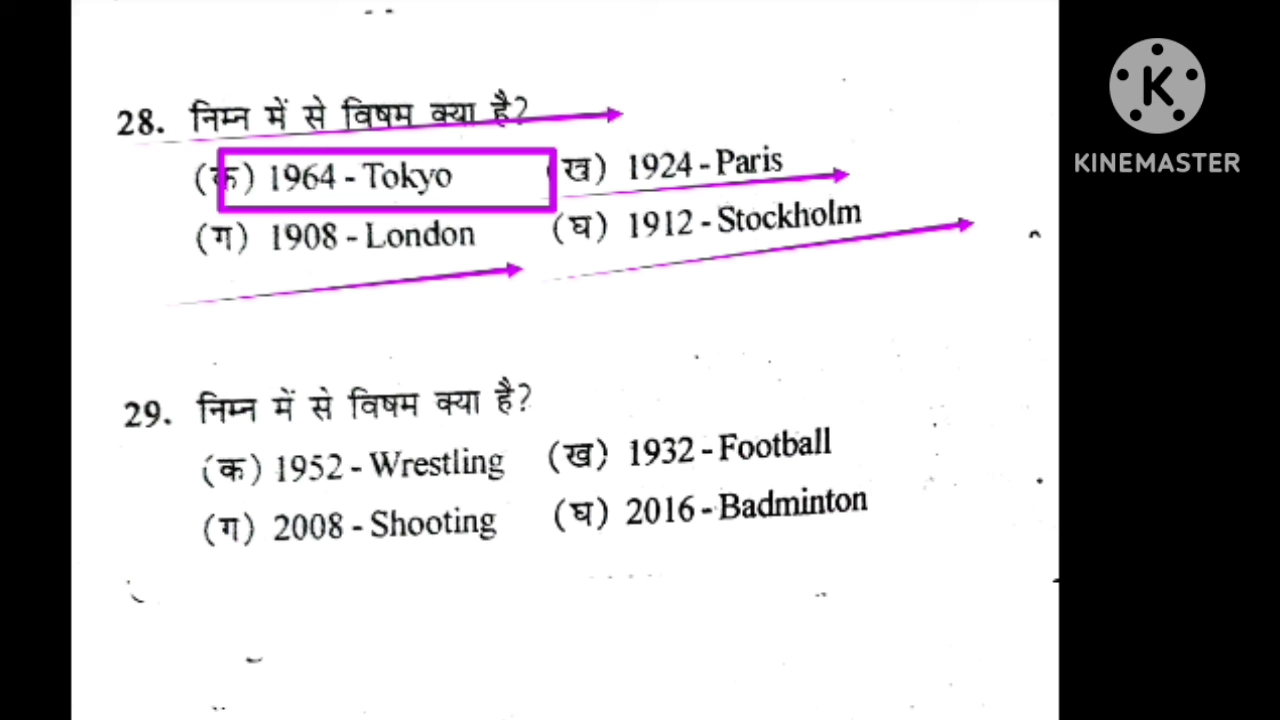 28. निम्न में से विषम क्या है?
(क) 1964 - Tokyo (ख) 1924 - Paris
(ग) 1908 - London (घ) 1912 - Stockholm
29. निम्न में से विषम क्या है?
(क) 1952 - Wrestling (ख) 1932 - Football
(ग) 2008 - Shooting (घ) 2016 - Badminton
K
KINEMASTER